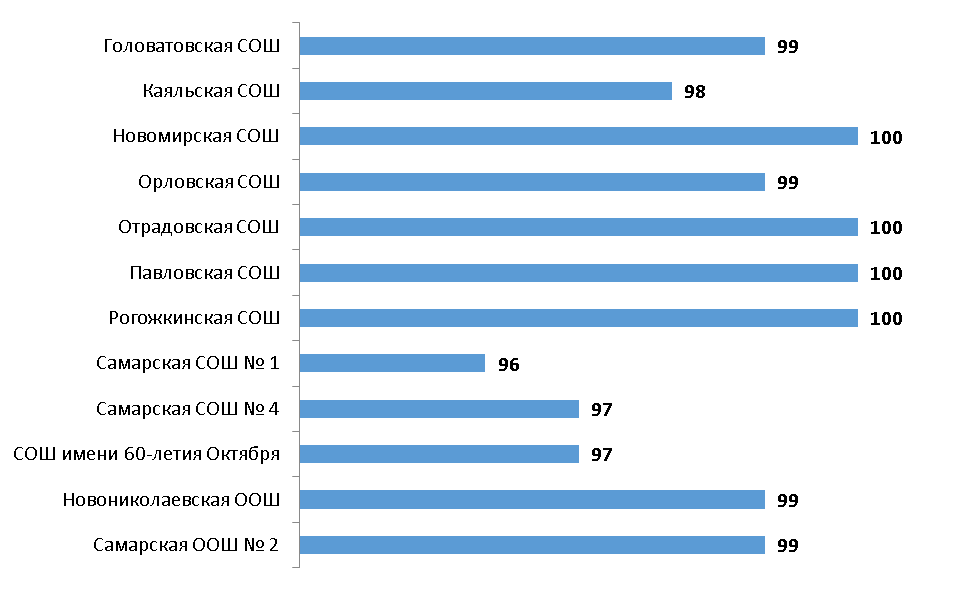 Головатовская СОШ 99
Каяльская СОШ 98
Новомирская СОШ 100
Орловская СОШ 99
Отрадовская СОШ 100
Павловская СОШ 100
Рогожкинская СОШ 100
Самарская СОШ № 1 96
Самарская СОШ № 4 97
СОШ имени 60-летия Октября 97
Новониколаевская ООШ 99
Самарская ООШ № 2 99